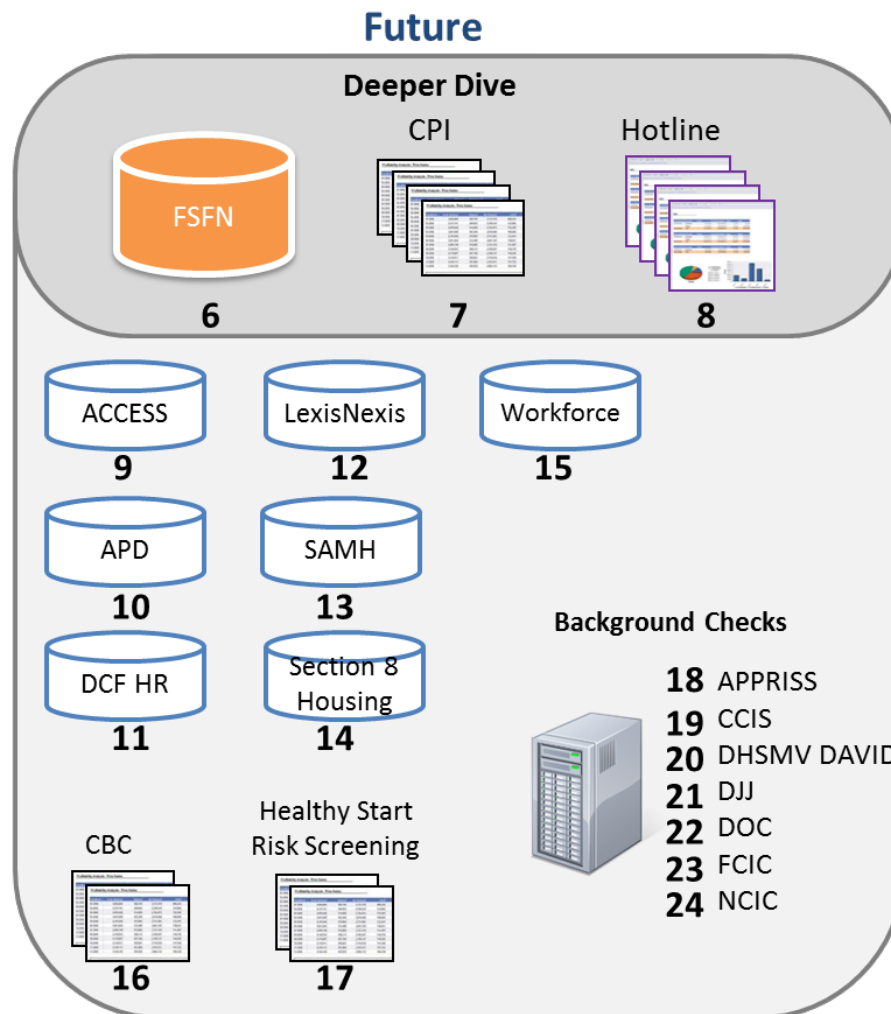 Future
Deeper Dive
CPI
Hotline
FSFN
6
7
8
ACCESS
LexisNexis
Workforce
9
12
15
APD
SAMH
10
13
DCF HR
Section 8
Housing
11
14
Background Checks
18 APPRISS
19 CCIS
20 DHSMV DAVID
21 DJJ
22 DOC
23 FCIC
24 NCIC
CBC
Healthy Start
Risk Screening
16
17